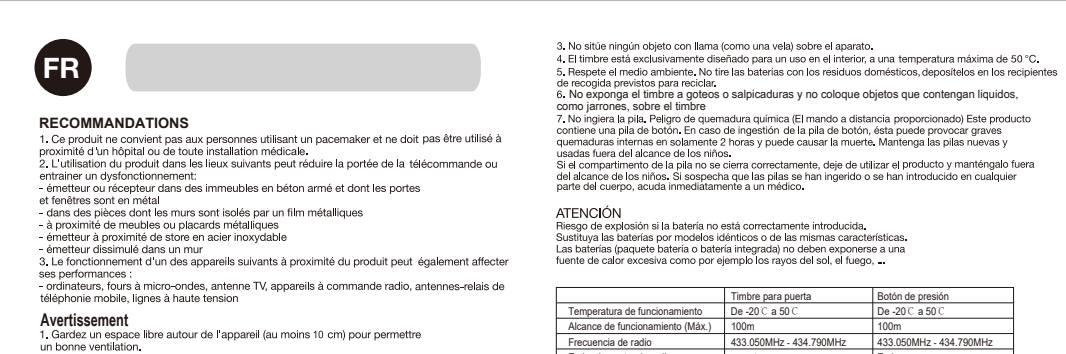 FR
RECOMMANDATIONS
1. Ce produit ne convient pas aux personnes utilisant un pacemaker et ne doit pas être utilisé à
proximité d'un hôpital ou de toute installation médicale.
2. L'utilisation du produit dans les lieux suivants peut réduire la portée de la télécommande ou
entrainer un dysfonctionnement:
- émetteur ou récepteur dans des immeubles en béton armé et dont les portes
et fenêtres sont en métal
- dans des pièces dont les murs sont isolés par un film métalliques
- à proximité de meubles ou placards métalliques
- émetteur à proximité de store en acier inoxydable
- émetteur dissimulé dans un mur
3. Le fonctionnement d'un des appareils suivants à proximité du produit peut également affecter
ses performances :
- ordinateurs, fours à micro-ondes, antenne TV, appareils à commande radio, antennes-relais de
téléphonie mobile, lignes à haute tension
Avertissement
1. Gardez un espace libre autour de l'appareil (au moins 10 cm) pour permettre
un bonne ventilation.
3. No sitúe ningún objeto con llama (como una vela) sobre el aparato.
4. El timbre está exclusivamente diseñado para un uso en el interior, a una temperatura máxima de 50 °C.
5. Respete el medio ambiente. No tire las baterías con los residuos domésticos, deposítelos en los recipientes
de recogida previstos para reciclar.
6. No exponga el timbre a goteos o salpicaduras y no coloque objetos que contengan liquidos,
como jarrones, sobre el timbre
7. No ingiera la pila. Peligro de quemadura química (El mando a distancia proporcionado) Este producto
contiene una pila de botón. En caso de ingestión de la pila de botón, ésta puede provocar graves
quemaduras internas en solamente 2 horas y puede causar la muerte. Mantenga las pilas nuevas y
usadas fuera del alcance de los niños.
Si el compartimento de la pila no se cierra correctamente, deje de utilizar el producto y manténgalo fuera
del alcance de los niños. Si sospecha que las pilas se han ingerido o se han introducido en cualquier
parte del cuerpo, acuda inmediatamente a un médico.
ATENCIÓN
Riesgo de explosión si la batería no está correctamente introducida.
Sustituya las baterías por modelos idénticos o de las mismas características.
Las baterías (paquete batería o batería integrada) no deben exponerse a una
fuente de calor excesiva como por ejemplo los rayos del sol, el fuego, ...
Timbre para puerta Botón de presión
Temperatura de funcionamiento De -20℃ a 50℃ De -20℃ a 50℃
Alcance de funcionamiento (Máx.) 100m 100m
Frecuencia de radio 433.050MHz - 434.790MHz 433.050MHz - 434.790MHz